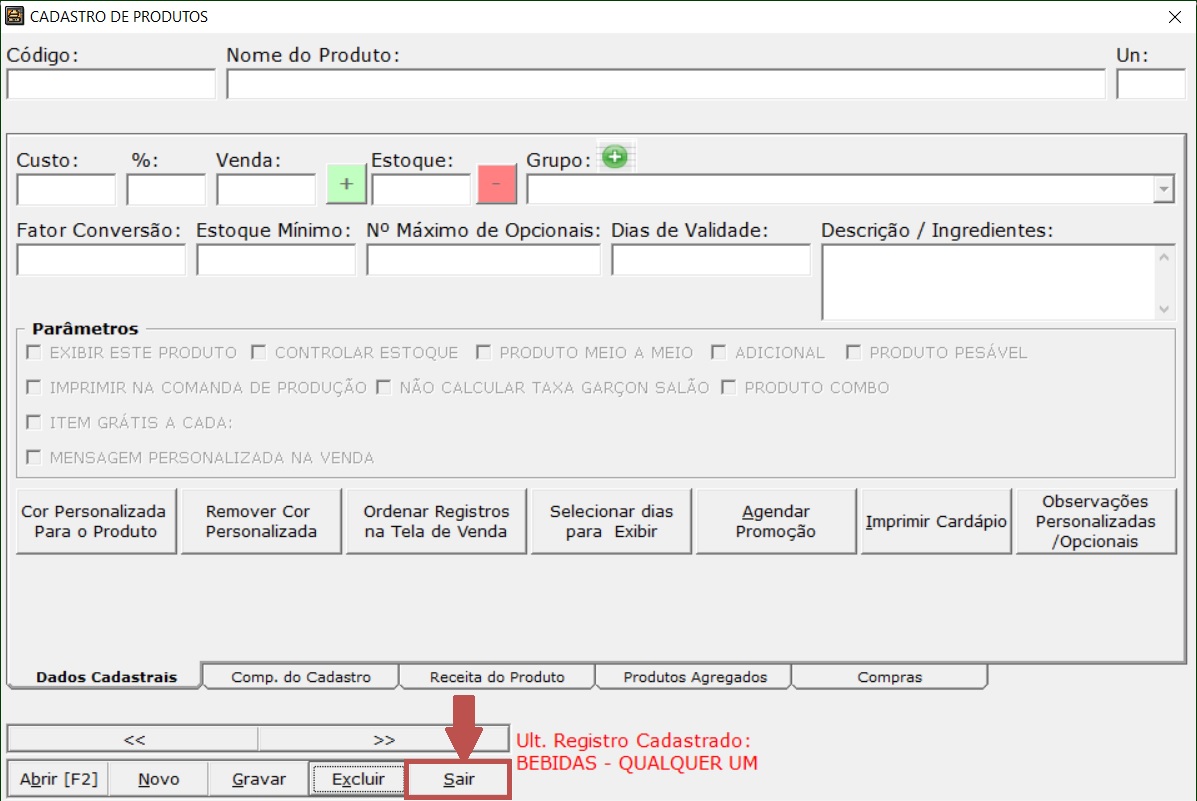 CADASTRO DE PRODUTOS
Código: Nome do Produto: Un:
Custo: %: Venda: + Estoque: - Grupo:
Fator Conversão: Estoque Mínimo: Nº Máximo de Opcionais: Dias de Validade: Descrição / Ingredientes:
Parâmetros
EXIBIR ESTE PRODUTO CONTROLAR ESTOQUE PRODUTO MEIO A MEIO ADICIONAL PRODUTO PESÁVEL
IMPRIMIR NA COMANDA DE PRODUÇÃO NÃO CALCULAR TAXA GARÇON SALÃO PRODUTO COMBO
ITEM GRÁTIS A CADA:
MENSAGEM PERSONALIZADA NA VENDA
Cor Personalizada
Para o Produto
Remover Cor
Personalizada
Ordenar Registros
na Tela de Venda
Selecionar dias
para Exibir
Agendar
Promoção
Imprimir Cardápio
Observações
Personalizadas
/Opcionais
Dados Cadastrais Comp. do Cadastro Receita do Produto Produtos Agregados Compras
<< >>
Ult. Registro Cadastrado:
BEBIDAS - QUALQUER UM
Abrir [F2] Novo Gravar Excluir Sair